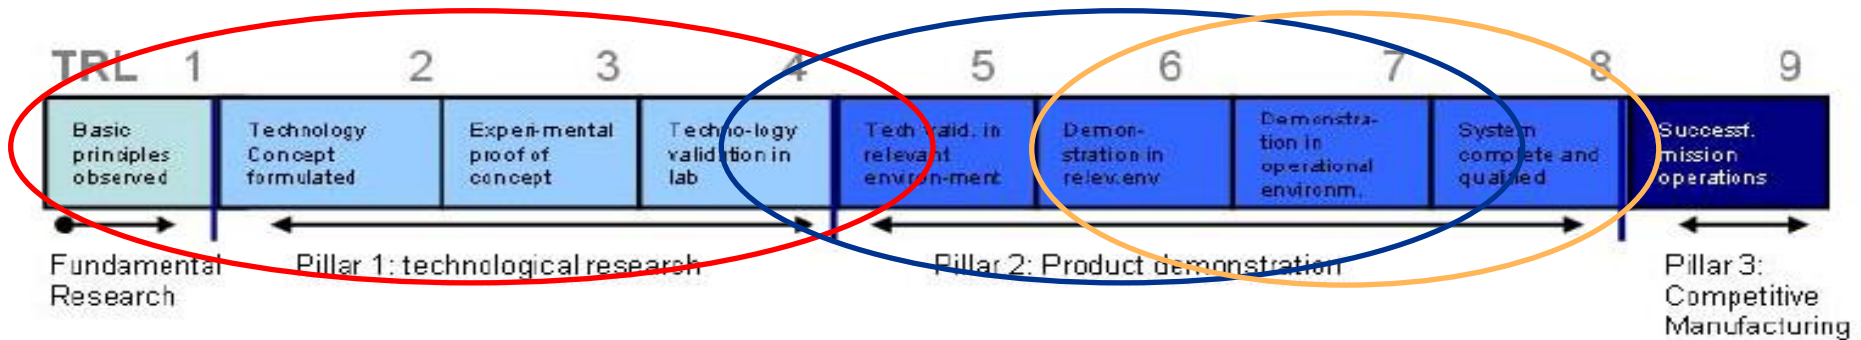 TRL 1 2 3 4 5 6 7 8 9
Basic
principles
observed
Technology
Concept
formulated
Experi-mental
proof of
concept
Techno-logy
validation in
lab
Tech valid. in
relevant
environ-ment
Demon-
stration in
relev.env
Demonstra-
tion in
operational
environm.
System
complete and
qualified
Successf.
mission
operations
Fundamental
Research
Pillar 1: technological research
Pillar 2: Product demonstration
Pillar 3:
Competitive
Manufacturing